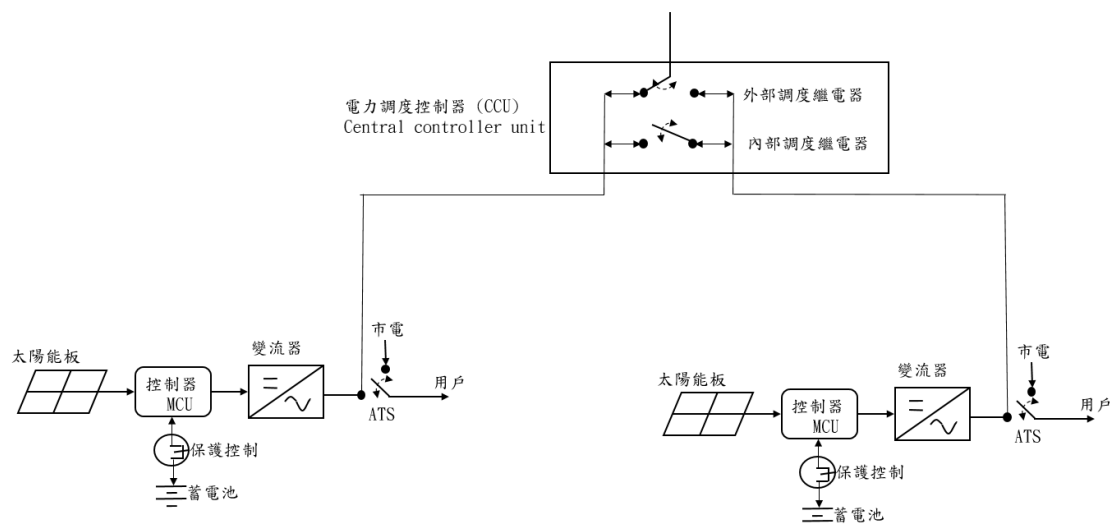 電力調度控制器 (CCU)
Central controller unit
外部調度繼電器
內部調度繼電器
太陽能板
控制器
MCU
變流器
市電
用戶
ATS
保護控制
蓄電池
太陽能板
控制器
MCU
變流器
市電
用戶
ATS
保護控制
蓄電池